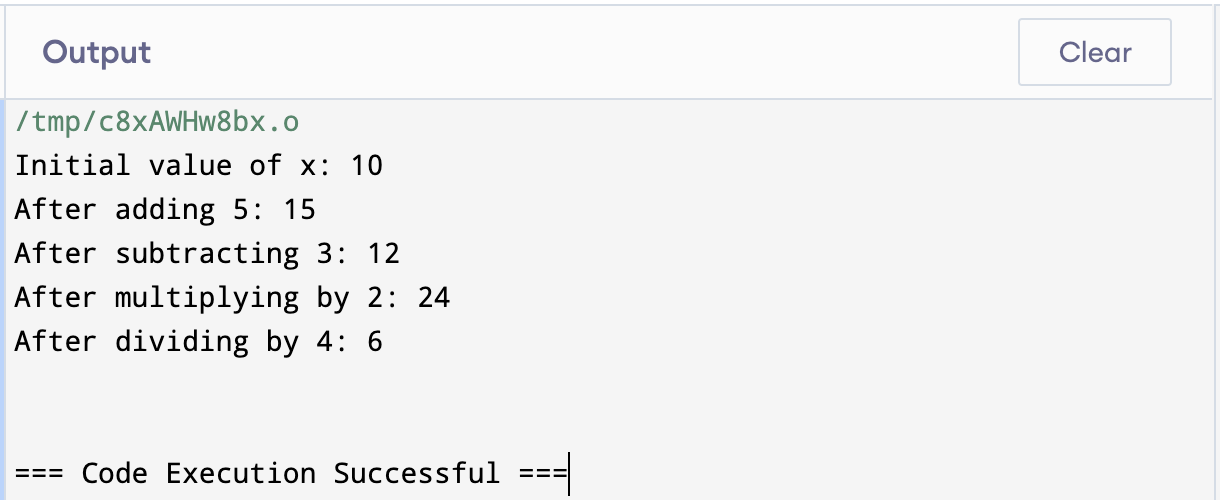 Output
Clear
/tmp/c8xAWHw8bx.o
Initial value of x: 10
After adding 5: 15
After subtracting 3: 12
After multiplying by 2: 24
After dividing by 4: 6
=== Code Execution Successful ===